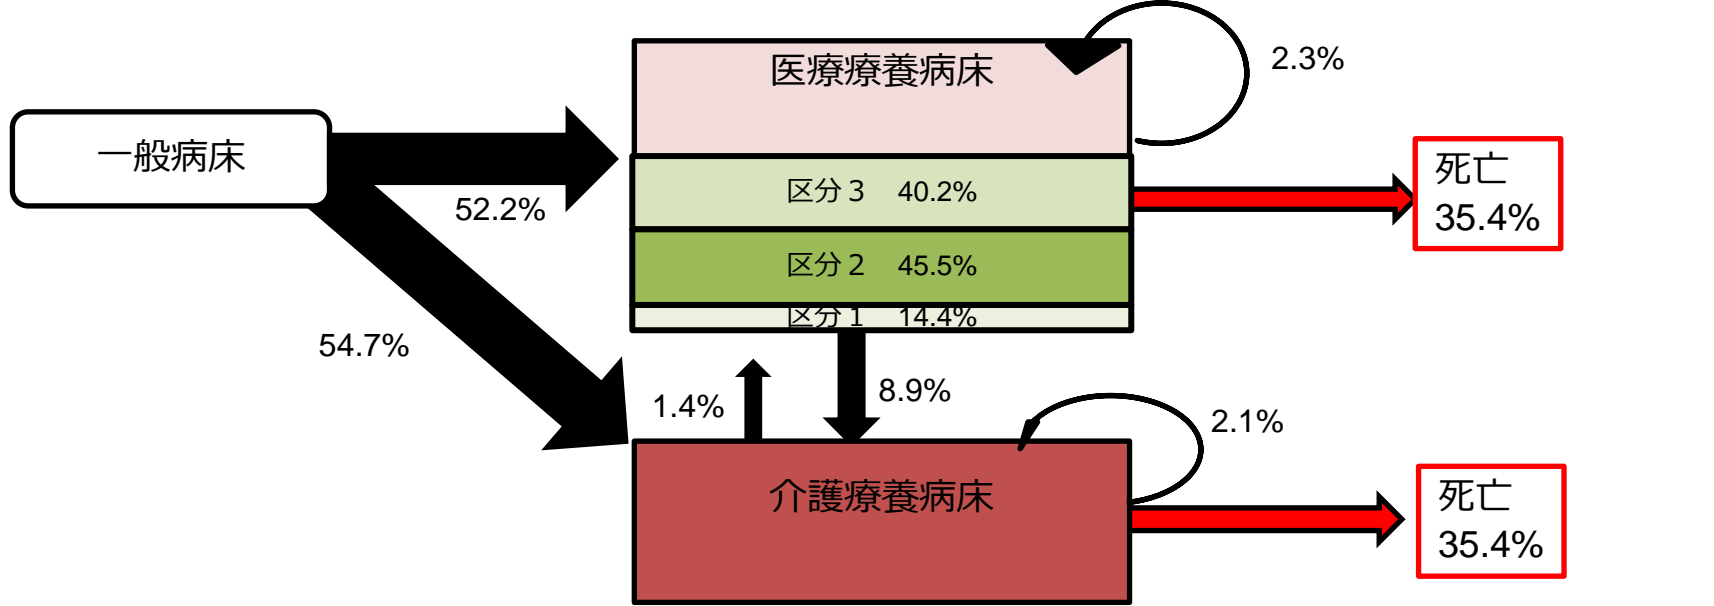 医療療養病床
2.3%
一般病床
52.2%
区分３ 40.2%
死亡
35.4%
区分２ 45.5%
区分１ 14.4%
54.7%
1.4%
8.9%
2.1%
介護療養病床
死亡
35.4%